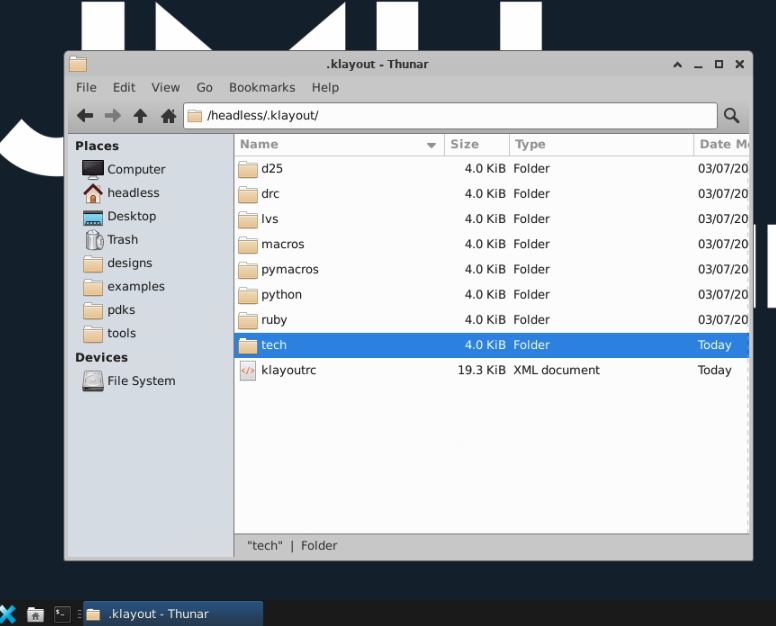 .klayout - Thunar
File Edit View Go Bookmarks Help
/headless/.klayout/
Places
Computer
headless
Desktop
Trash
designs
examples
pdks
tools
Devices
File System
Name Size Type Date M
d25 4.0 KiB Folder 03/07/20
drc 4.0 KiB Folder 03/07/20
lvs 4.0 KiB Folder 03/07/20
macros 4.0 KiB Folder 03/07/20
pymacros 4.0 KiB Folder 03/07/20
python 4.0 KiB Folder 03/07/20
ruby 4.0 KiB Folder 03/07/20
tech 4.0 KiB Folder Today
klayoutrc 19.3 KiB XML document Today
"tech" | Folder
.klayout - Thunar